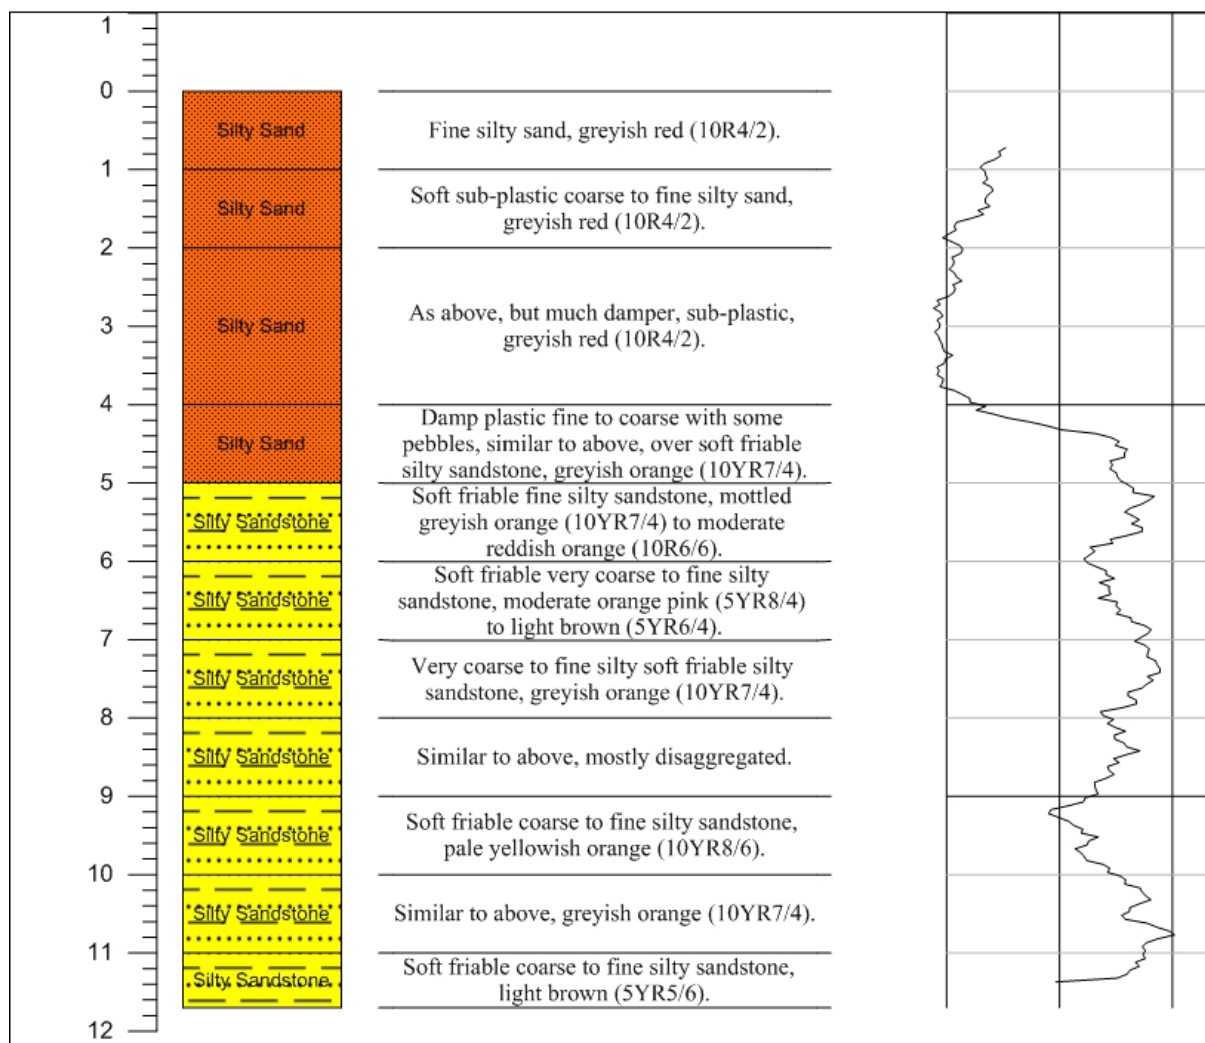 1
0
Silty Sand
Fine silty sand, greyish red (10R4/2).
1
Silty Sand
Soft sub-plastic coarse to fine silty sand,
greyish red (10R4/2).
2
Silty Sand
As above, but much damper, sub-plastic,
greyish red (10R4/2).
3
4
Silty Sand
Damp plastic fine to coarse with some
pebbles, similar to above, over soft friable
silty sandstone, greyish orange (10YR7/4).
5
Silty Sandstone
Soft friable fine silty sandstone, mottled
greyish orange (10YR7/4) to moderate
reddish orange (10R6/6).
6
Silty Sandstone
Soft friable very coarse to fine silty
sandstone, moderate orange pink (5YR8/4)
to light brown (5YR6/4).
7
Silty Sandstone
Very coarse to fine silty soft friable silty
sandstone, greyish orange (10YR7/4).
8
Silty Sandstone
Similar to above, mostly disaggregated.
9
Silty Sandstone
Soft friable coarse to fine silty sandstone,
pale yellowish orange (10YR8/6).
10
Silty Sandstone
Similar to above, greyish orange (10YR7/4).
11
Silty Sandstone
Soft friable coarse to fine silty sandstone,
light brown (5YR5/6).
12